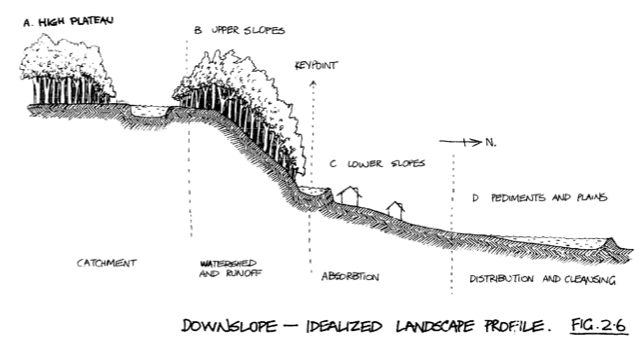 A. HIGH PLATEAU
B UPPER SLOPES
KEYPOINT
C LOWER SLOPES
N.
D PEDIMENTS AND PLAINS
CATCHMENT
WATERSHED
AND RUNOFF
ABSORBTION
DISTRIBUTION AND CLEANSING
DOWNSLOPE — IDEALIZED LANDSCAPE PROFILE. FIG. 2.6